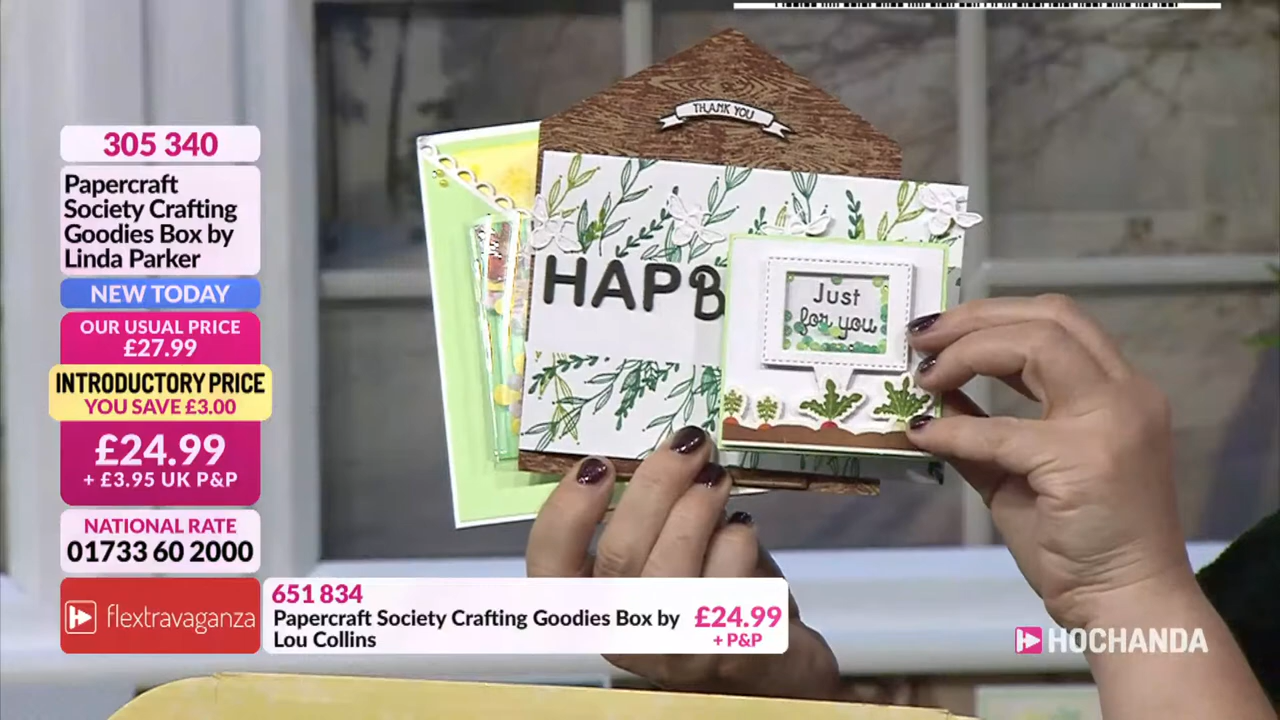 305 340
Papercraft
Society Crafting
Goodies Box by
Linda Parker
NEW TODAY
OUR USUAL PRICE
£27.99
INTRODUCTORY PRICE
YOU SAVE £3.00
£24.99
+ £3.95 UK P&P
NATIONAL RATE
01733 60 2000
flextravaganza
651 834
Papercraft Society Crafting Goodies Box by
Lou Collins
£24.99
+ P&P
THANK YOU
HAPB
Just
for you
HOCHANDA